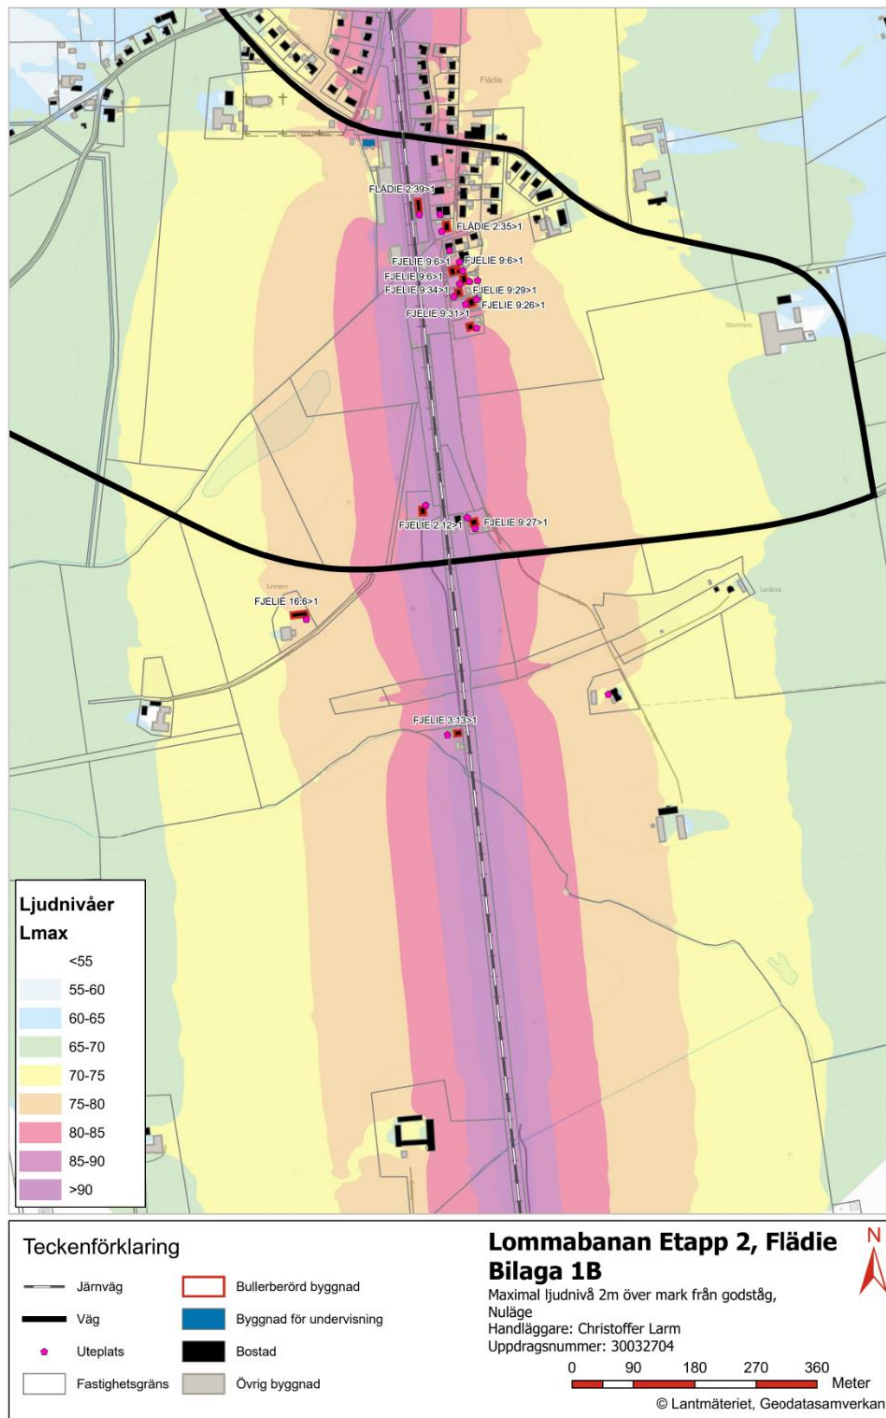 Flädie
FLÄDIE 2:39>1
FLÄDIE 2:35>1
FJELIE 9:6>1
FJELIE 9:6>1
FJELIE 9:6>1
FJELIE 9:34>1
FJELIE 9:29>1
FJELIE 9:26>1
FJELIE 9:31>1
FJELIE 2:12>1
FJELIE 9:27>1
FJELIE 16:6>1
FJELIE 3:13>1
Ljudnivåer
Lmax
<55
55-60
60-65
65-70
70-75
75-80
80-85
85-90
>90
Teckenförklaring
Järnväg
Väg
Uteplats
Fastighetsgräns
Bullerberörd byggnad
Byggnad för undervisning
Bostad
Övrig byggnad
Lommabanan Etapp 2, Flädie
Bilaga 1B
Maximal ljudnivå 2m över mark från godståg,
Nuläge
Handläggare: Christoffer Larm
Uppdragsnummer: 30032704
N
0 90 180 270 360
Meter
© Lantmäteriet, Geodatasamverkan